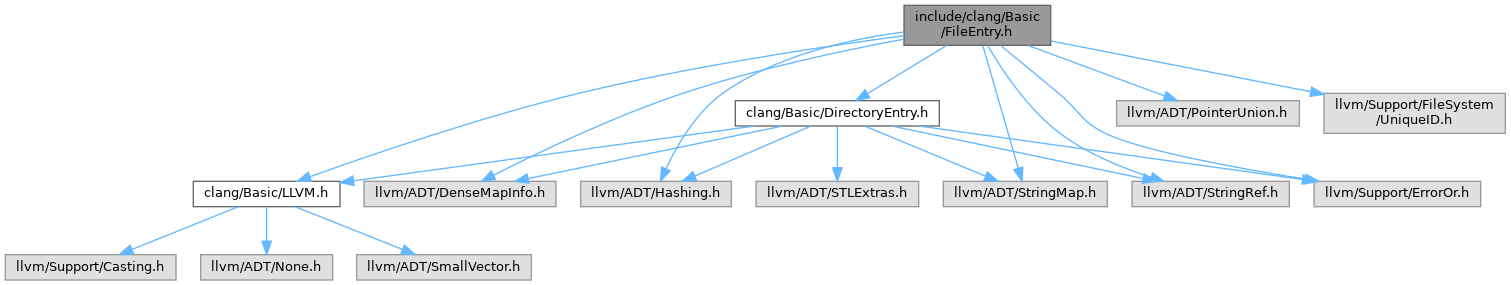 include/clang/Basic
/FileEntry.h
clang/Basic/DirectoryEntry.h
llvm/ADT/PointerUnion.h
llvm/Support/FileSystem
/UniqueID.h
clang/Basic/LLVM.h
llvm/ADT/DenseMapInfo.h
llvm/ADT/Hashing.h
llvm/ADT/STLExtras.h
llvm/ADT/StringMap.h
llvm/ADT/StringRef.h
llvm/Support/ErrorOr.h
llvm/Support/Casting.h
llvm/ADT/None.h
llvm/ADT/SmallVector.h